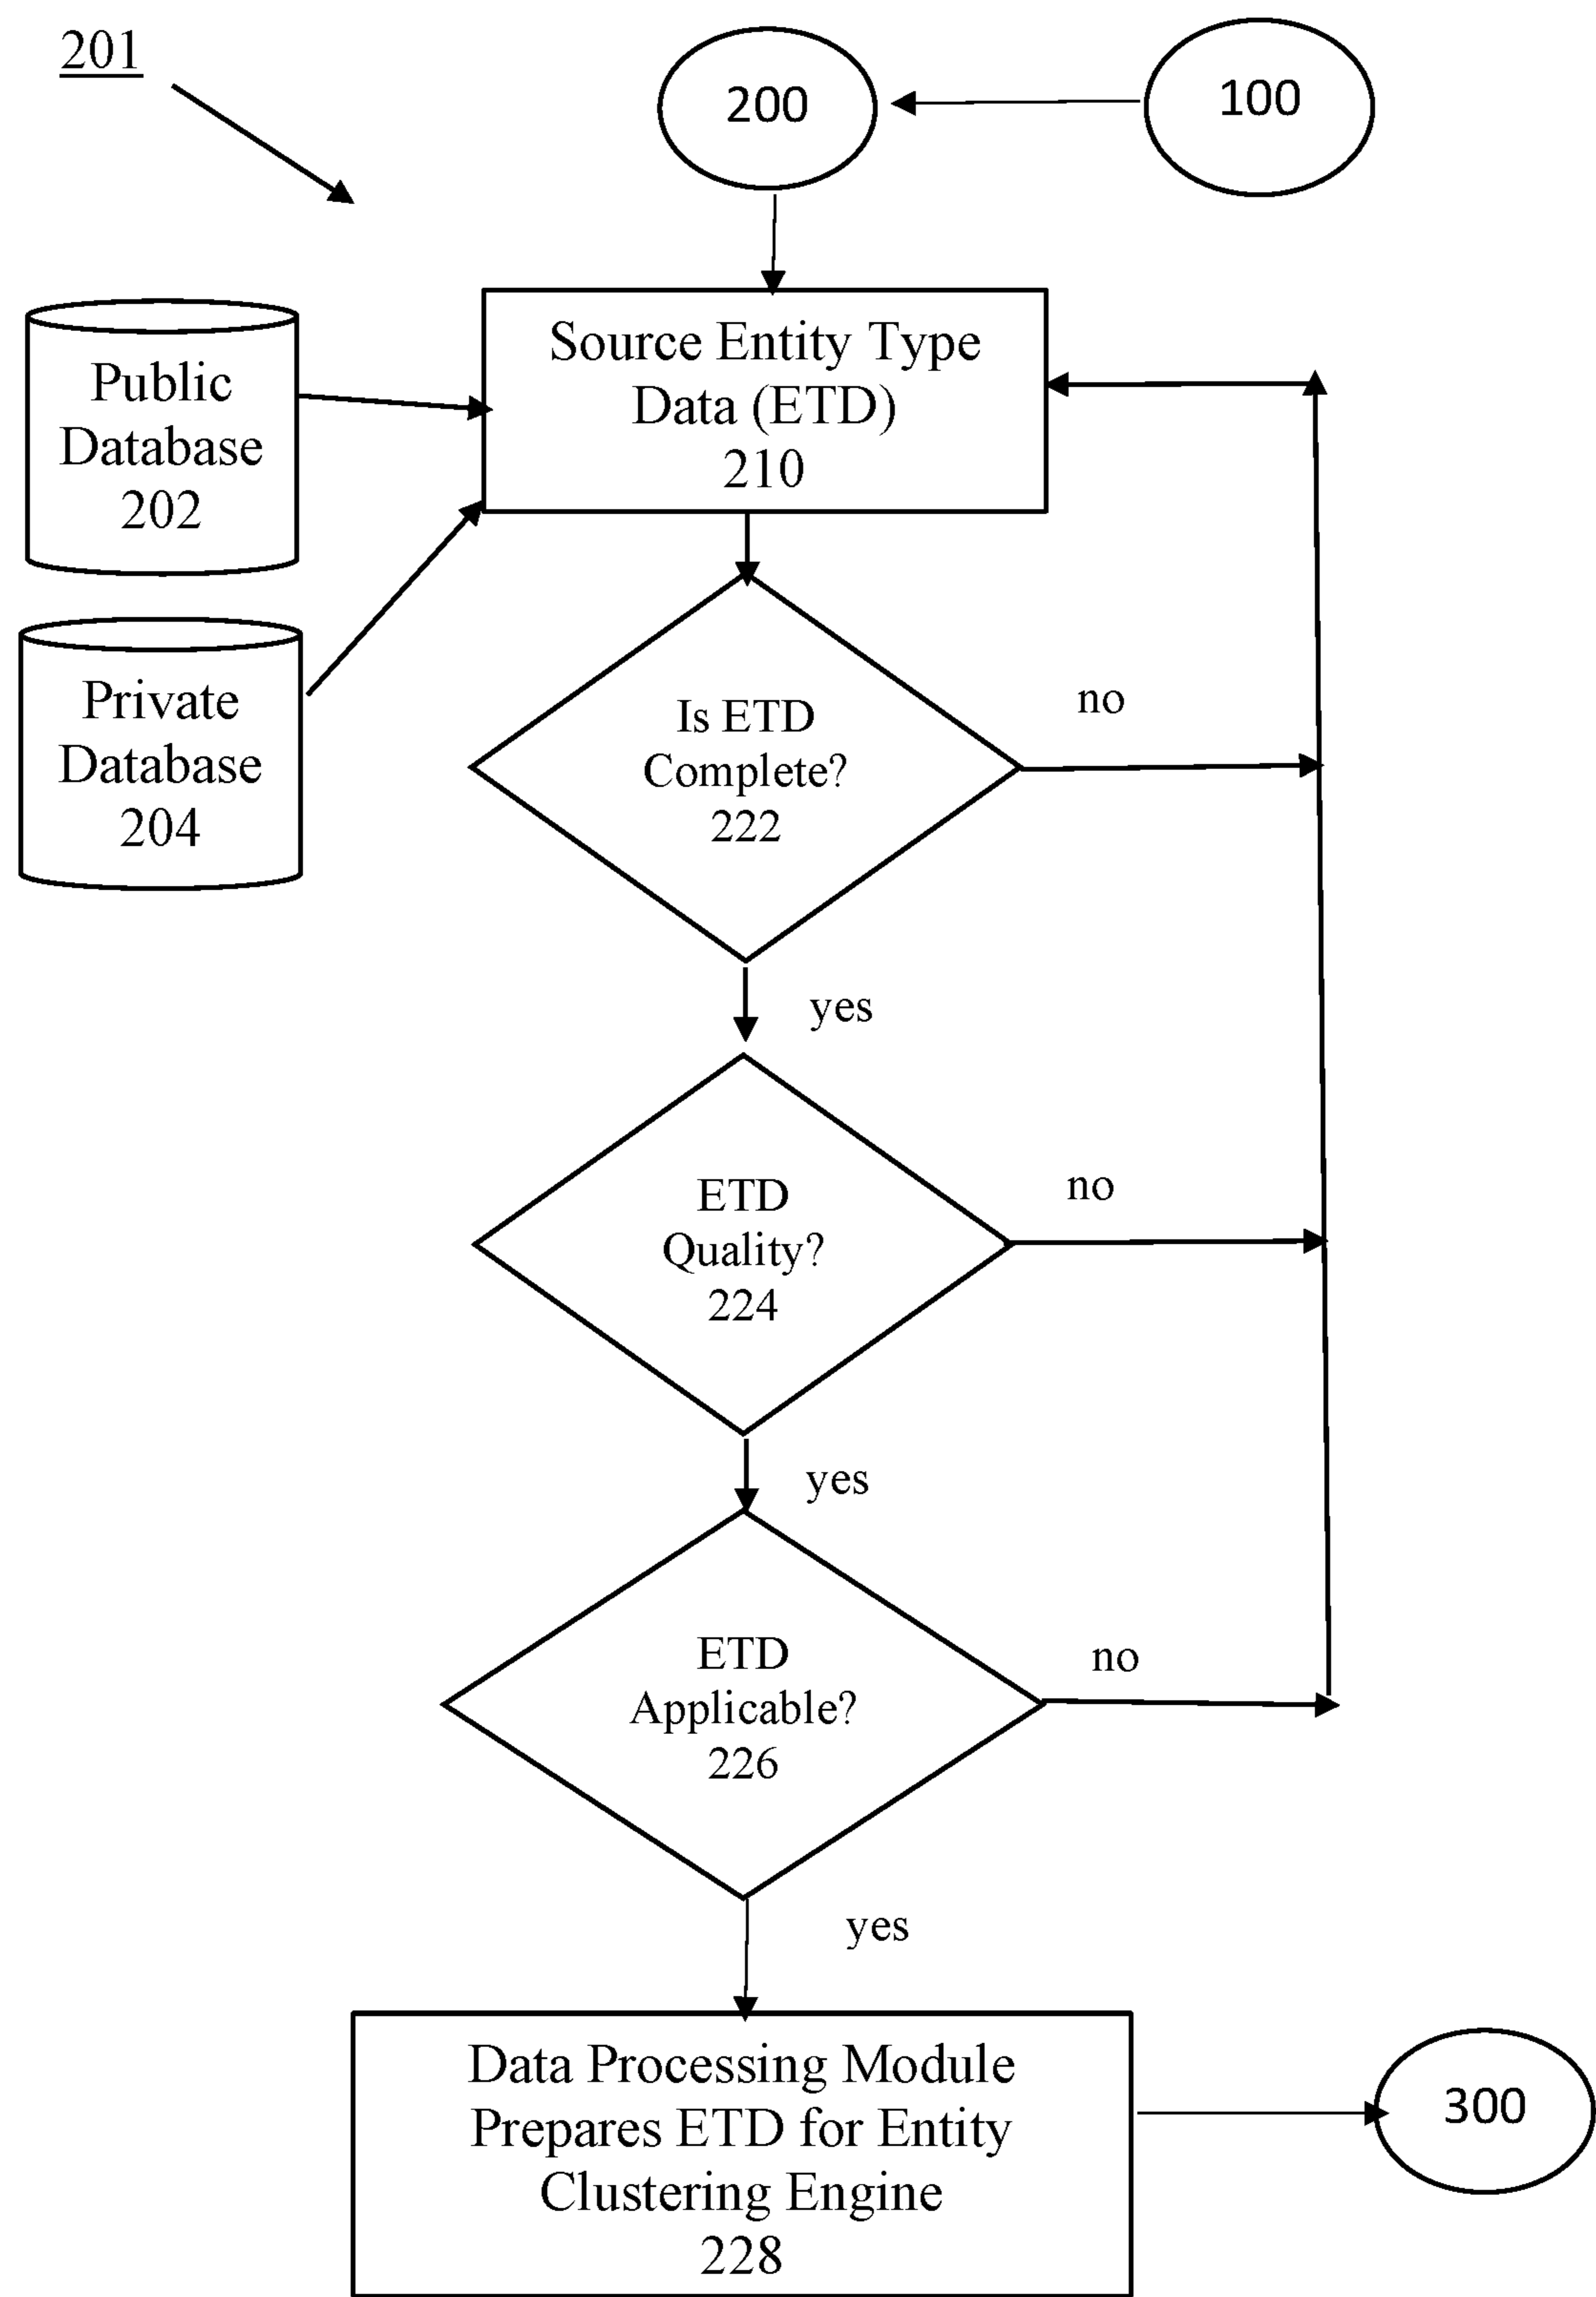 201
200
100
Source Entity Type
Data (ETD)
210
Public
Database
202
Private
Database
204
Is ETD
Complete?
222
no
yes
ETD
Quality?
224
no
yes
ETD
Applicable?
226
no
yes
Data Processing Module
Prepares ETD for Entity
Clustering Engine
228
300